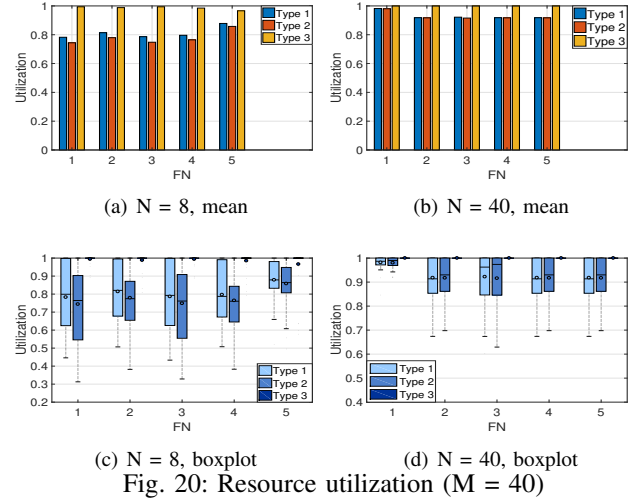 1
0.8
0.6
0.4
0.2
0
Utilization
1 2 3 4 5
FN
Type 1
Type 2
Type 3
(a) N = 8, mean
1
0.8
0.6
0.4
0.2
0
Utilization
1 2 3 4 5
FN
Type 1
Type 2
Type 3
(b) N = 40, mean
1
0.9
0.8
0.7
0.6
0.5
0.4
0.3
0.2
Utilization
1 2 3 4 5
FN
Type 1
Type 2
Type 3
(c) N = 8, boxplot
1
0.9
0.8
0.7
0.6
0.5
0.4
Utilization
1 2 3 4 5
FN
Type 1
Type 2
Type 3
(d) N = 40, boxplot
Fig. 20: Resource utilization (M = 40)